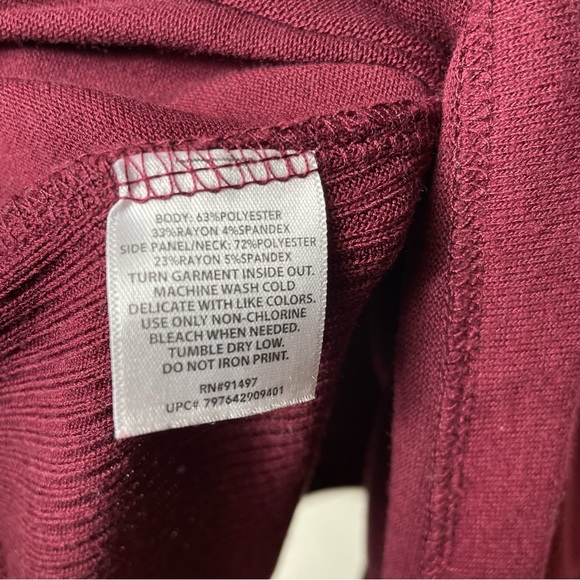 BODY: 63%POLYESTER
33%RAYON 4%SPANDEX
SIDE PANEL/NECK: 72%POLYESTER
23%RAYON 5%SPANDEX
TURN GARMENT INSIDE OUT.
MACHINE WASH COLD
DELICATE WITH LIKE COLORS.
USE ONLY NON-CHLORINE
BLEACH WHEN NEEDED.
TUMBLE DRY LOW.
DO NOT IRON PRINT.
RN#91497
UPC# 797642909401